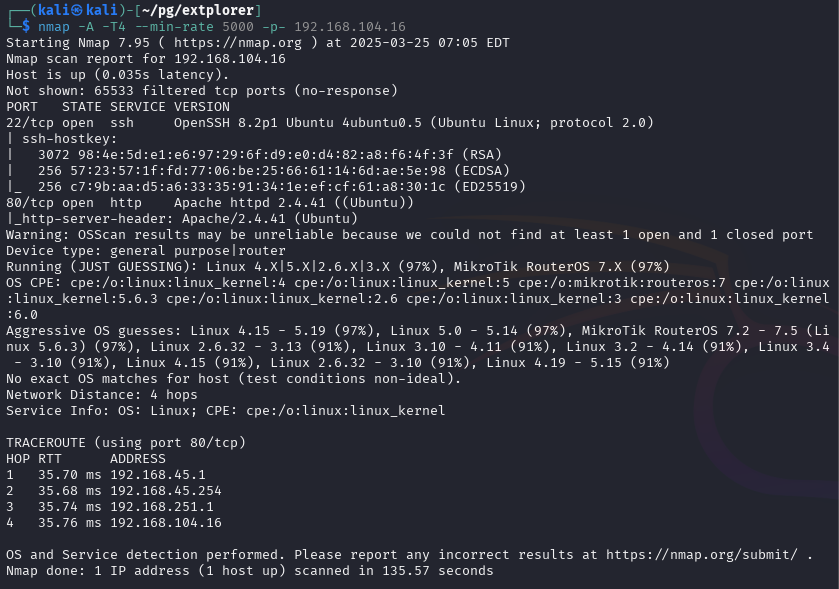 ┌──(kali㉿kali)-[~/pg/extplorer]
└─$ nmap -A -T4 --min-rate 5000 -p- 192.168.104.16
Starting Nmap 7.95 ( https://nmap.org ) at 2025-03-25 07:05 EDT
Nmap scan report for 192.168.104.16
Host is up (0.035s latency).
Not shown: 65533 filtered tcp ports (no-response)
PORT   STATE SERVICE VERSION
22/tcp open  ssh     OpenSSH 8.2p1 Ubuntu 4ubuntu0.5 (Ubuntu Linux; protocol 2.0)
| ssh-hostkey:
|   3072 98:4e:5d:e1:e6:97:29:6f:d9:e0:d4:82:a8:f6:4f:3f (RSA)
|   256 57:23:57:1f:fd:77:06:be:25:66:61:14:6d:ae:5e:98 (ECDSA)
|_  256 c7:9b:aa:d5:a6:33:35:91:34:1e:ef:cf:61:a8:30:1c (ED25519)
80/tcp open  http    Apache httpd 2.4.41 ((Ubuntu))
|_http-server-header: Apache/2.4.41 (Ubuntu)
Warning: OSScan results may be unreliable because we could not find at least 1 open and 1 closed port
Device type: general purpose|router
Running (JUST GUESSING): Linux 4.X|5.X|2.6.X|3.X (97%), MikroTik RouterOS 7.X (97%)
OS CPE: cpe:/o:linux:linux_kernel:4 cpe:/o:linux:linux_kernel:5 cpe:/o:mikrotik:routeros:7 cpe:/o:linux
:linux_kernel:5.6.3 cpe:/o:linux:linux_kernel:2.6 cpe:/o:linux:linux_kernel:3 cpe:/o:linux:linux_kernel
:6.0
Aggressive OS guesses: Linux 4.15 - 5.19 (97%), Linux 5.0 - 5.14 (97%), MikroTik RouterOS 7.2 - 7.5 (Li
nux 5.6.3) (97%), Linux 2.6.32 - 3.13 (91%), Linux 3.10 - 4.11 (91%), Linux 3.2 - 4.14 (91%), Linux 3.4
 - 3.10 (91%), Linux 4.15 (91%), Linux 2.6.32 - 3.10 (91%), Linux 4.19 - 5.15 (91%)
No exact OS matches for host (test conditions non-ideal).
Network Distance: 4 hops
Service Info: OS: Linux; CPE: cpe:/o:linux:linux_kernel
TRACEROUTE (using port 80/tcp)
HOP RTT      ADDRESS
1   35.70 ms 192.168.45.1
2   35.68 ms 192.168.45.254
3   35.74 ms 192.168.251.1
4   35.76 ms 192.168.104.16
OS and Service detection performed. Please report any incorrect results at https://nmap.org/submit/ .
Nmap done: 1 IP address (1 host up) scanned in 135.57 seconds